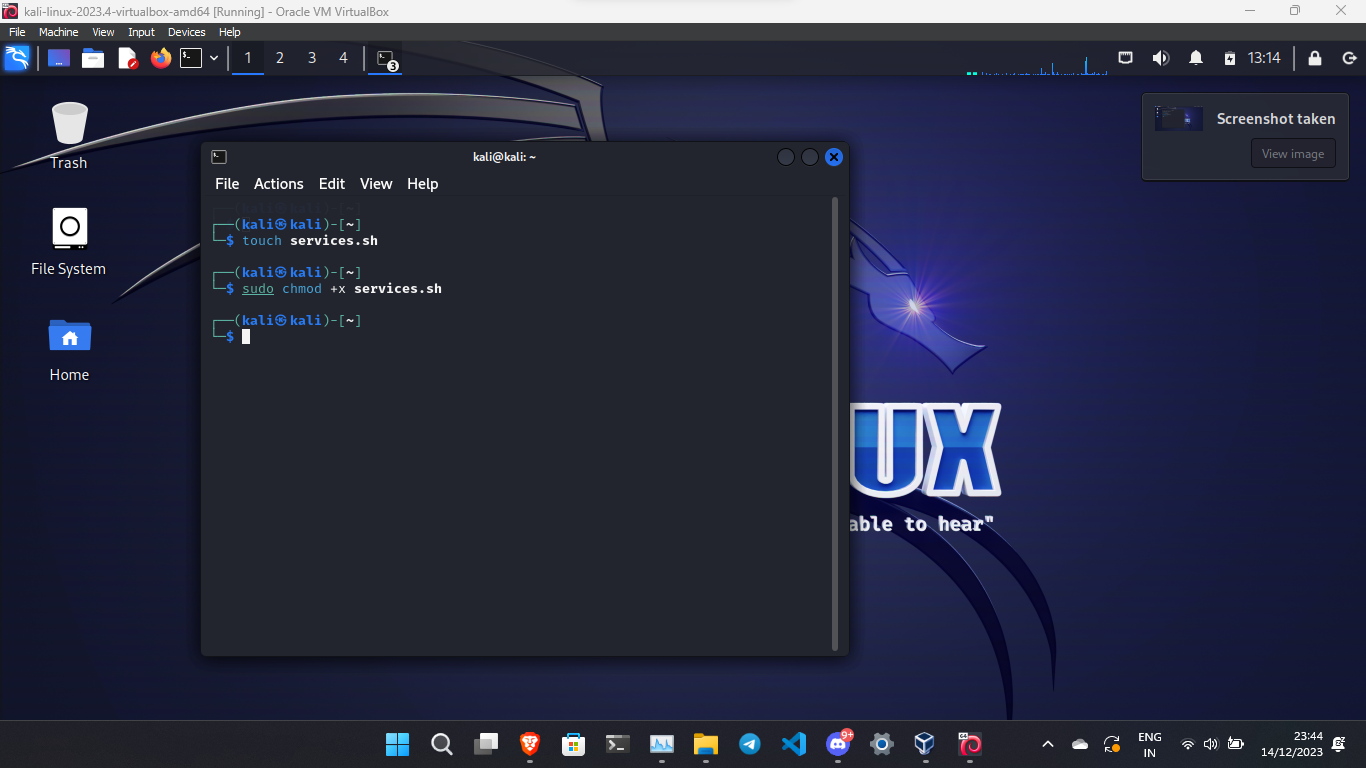 kali-linux-2023.4-virtualbox-amd64 [Running] - Oracle VM VirtualBox
File Machine View Input Devices Help
1 2 3 4 3 13:14
Trash
File System
Home
Screenshot taken
View image
kali@kali: ~
File Actions Edit View Help
┌──(kali㉿kali)-[~]
└─$ touch services.sh
┌──(kali㉿kali)-[~]
└─$ sudo chmod +x services.sh
┌──(kali㉿kali)-[~]
└─$
UX
able to hear"
9+
64
ENG
IN
23:44
14/12/2023